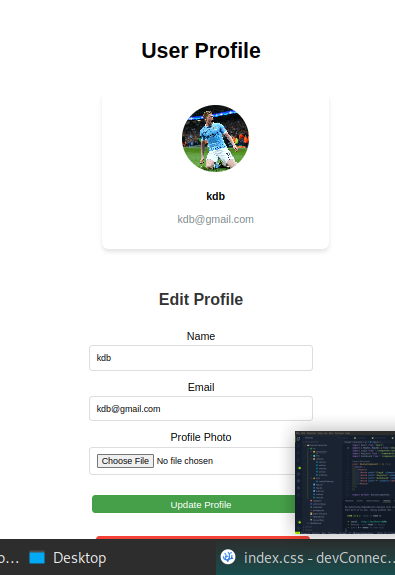 User Profile
kdb
kdb@gmail.com
Edit Profile
Name
kdb
Email
kdb@gmail.com
Profile Photo
Choose File No file chosen
Update Profile
o... Desktop index.css - devConnec...